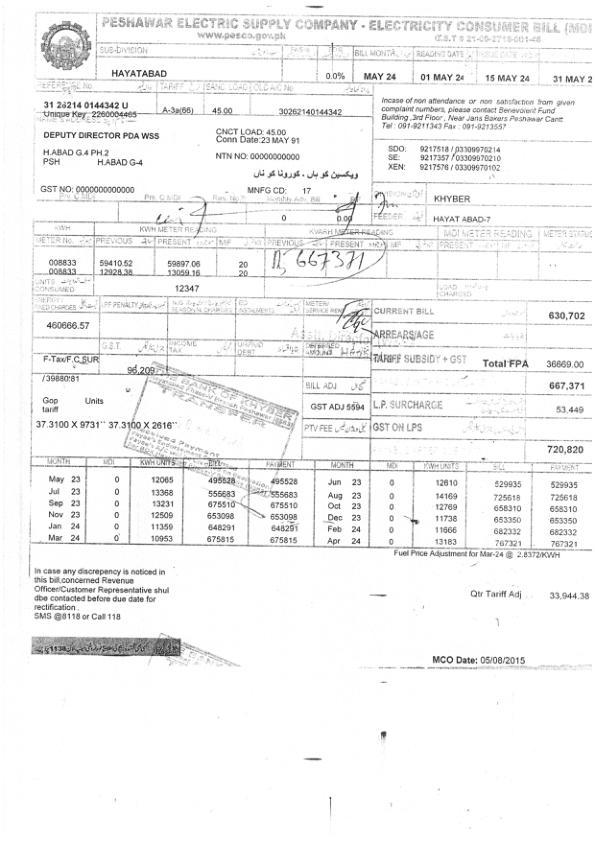 PESHAWAR ELECTRIC SUPPLY COMPANY - ELECTRICITY CONSUMER BILL (MDI
www.pesco.gov.pk
SUB-DIVISION BILL MONTH READING DATE ISSUE DATE
HAYATABAD 0.0% MAY 24 01 MAY 24 15 MAY 24 31 MAY 2
REFERENCE No. TARIFF SANC. LOAD OLD A/C No
31 26214 0144342 U A-3a(66) 45.00 30262140144342
Unique Key: 2260004465
Incase of non attendance or non satisfaction from given
complaint numbers, please contact Benevolent Fund
Building ,3rd Floor , Near Jans Bakers Peshawar Cantt
Tel : 091-9211343 Fax : 091-9213557
NAME & ADDRESS
DEPUTY DIRECTOR PDA WSS CNCT LOAD: 45.00
Conn Date:23 MAY 91
H.ABAD G.4 PH.2 NTN NO: 00000000000
PSH H.ABAD G-4
SDO: 9217518 / 03309970214
SE: 9217357 / 03309970210
XEN: 9217576 / 03309970102
ویکسین کو ہاں، کورونا کو ناں
GST NO: 0000000000000 MNFG CD: 17
DIVISION KHYBER
0 0.00
FEEDER HAYAT ABAD-7
KWH KWH METER READING KVARH METER READING MDI METER READING METER STATUS
METER No. PREVIOUS PRESENT MF PREVIOUS PRESENT MF PREVIOUS PRESENT
667371
008833 59410.52 59897.06 20
008833 12928.38 13059.16 20
UNITS CONSUMED 12347 LOAD CHARGED
CURRENT BILL 630,702
460666.57
ARREARS/AGE
G.S.T INCOME TAX
TARIFF SUBSIDY + GST Total FPA 36669.00
F-Tax/F.C SUR 96,209
/39880/81 BILL ADJ 667,371
Gop Units GST ADJ 5594 L.P. SURCHARGE 53,449
tariff
37.3100 X 9731`` 37.3100 X 2616`` PTV FEE GST ON LPS
720,820
MONTH MDI KWH UNITS BILL PAYMENT MONTH MDI KWH UNITS BILL PAYMENT
May 23 0 12065 495528 495528 Jun 23 0 12610 529935 529935
Jul 23 0 13368 555683 555683 Aug 23 0 14169 725618 725618
Sep 23 0 13231 675510 675510 Oct 23 0 12769 658310 658310
Nov 23 0 12509 653098 653098 Dec 23 0 11738 653350 653350
Jan 24 0 11359 648291 648291 Feb 24 0 11666 682332 682332
Mar 24 0 10953 675815 675815 Apr 24 0 13183 767321 767321
Fuel Price Adjustment for Mar-24 @ 2.8372/KWH
In case any discrepency is noticed in
this bill,concerned Revenue
Officer/Customer Representative shul
dbe contacted before due date for
rectification .
SMS @8118 or Call 118
Qtr Tariff Adj 33,944.38
MCO Date: 05/08/2015